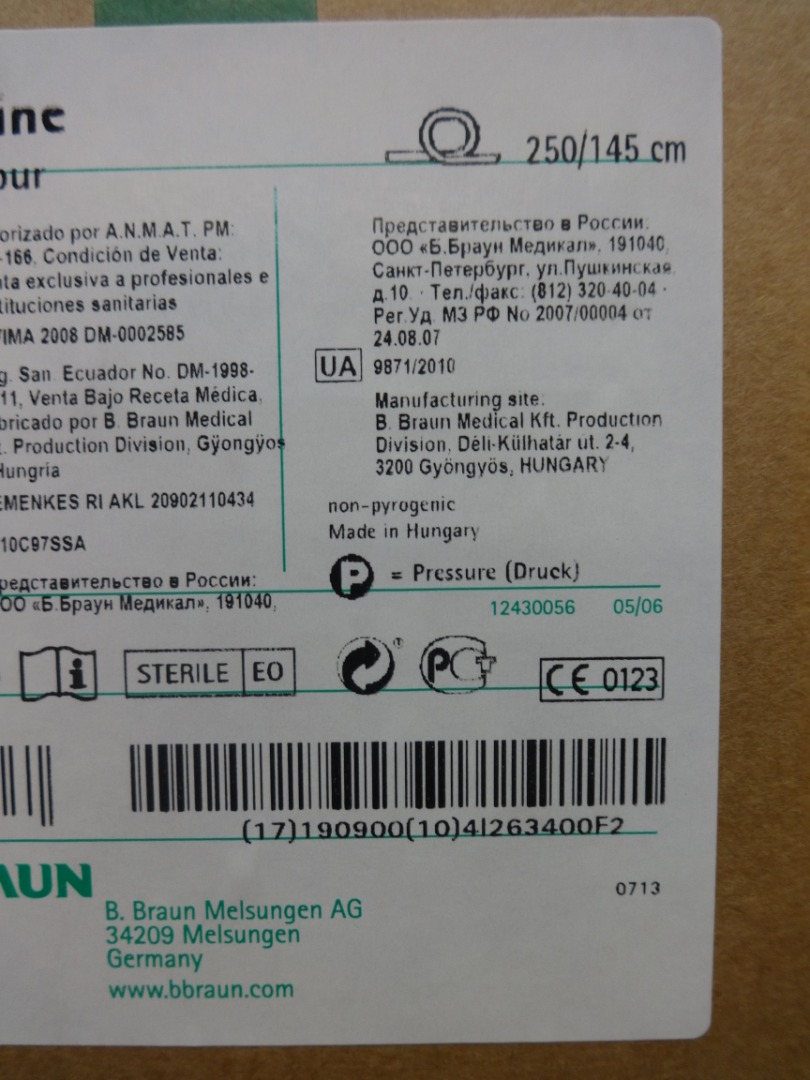 250/145 cm
orizado por A.N.M.A.T. PM:
-166, Condición de Venta:
ta exclusiva a profesionales e
tituciones sanitarias
IMA 2008 DM-0002585
g. San. Ecuador No. DM-1998-
11, Venta Bajo Receta Médica,
bricado por B. Braun Medical
t. Production Division, Gÿongÿos
Hungria
EMENKES RI AKL 20902110434
10C97SSA
редставительство в России:
ОО «Б.Браун Медикал», 191040,
Представительство в России:
ООО «Б.Браун Медикал», 191040,
Санкт-Петербург, ул.Пушкинская,
д.10. · Тел./факс: (812) 320-40-04 ·
Рег.Уд. МЗ РФ No 2007/00004 от
24.08.07
UA 9871/2010
Manufacturing site:
B. Braun Medical Kft. Production
Division, Déli-Külhatár ut. 2-4,
3200 Gyöngyös, HUNGARY
non-pyrogenic
Made in Hungary
P = Pressure (Druck)
12430056 05/06
STERILE EO
РСТ
CE 0123
(17)190900(10)4I263400F2
AUN
0713
B. Braun Melsungen AG
34209 Melsungen
Germany
www.bbraun.com